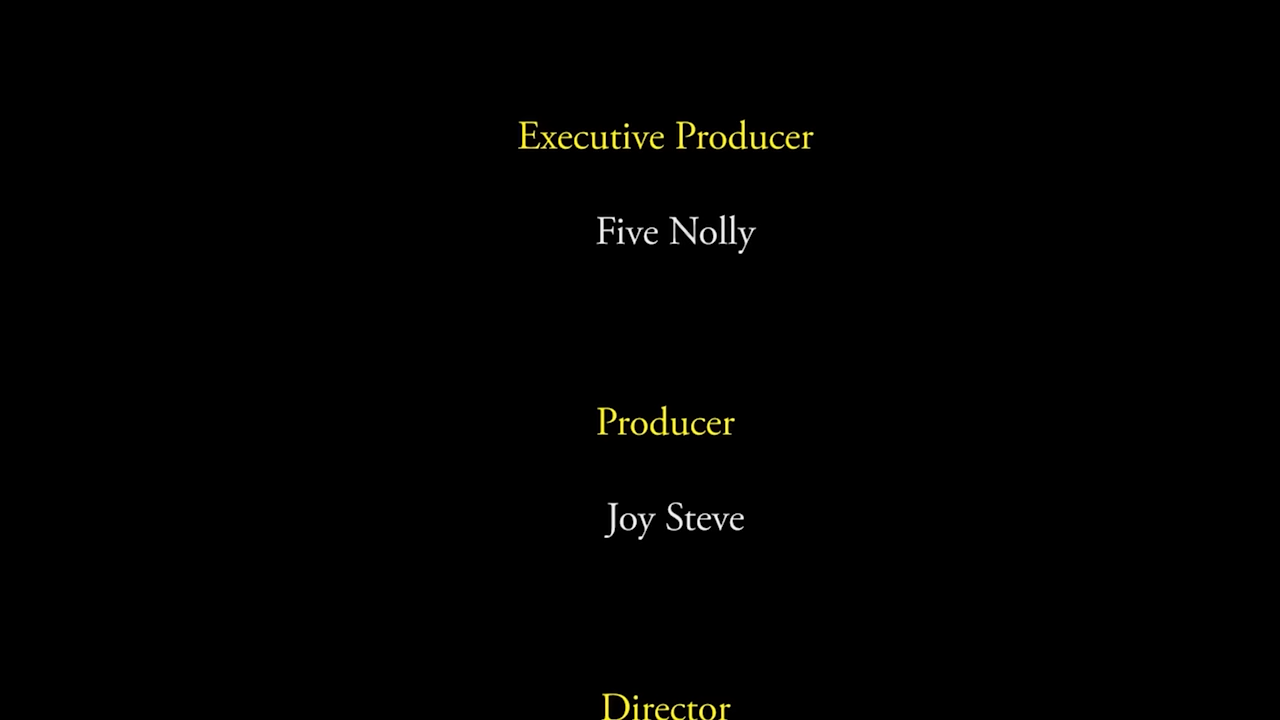 Executive Producer
Five Nolly
Producer
Joy Steve
Director